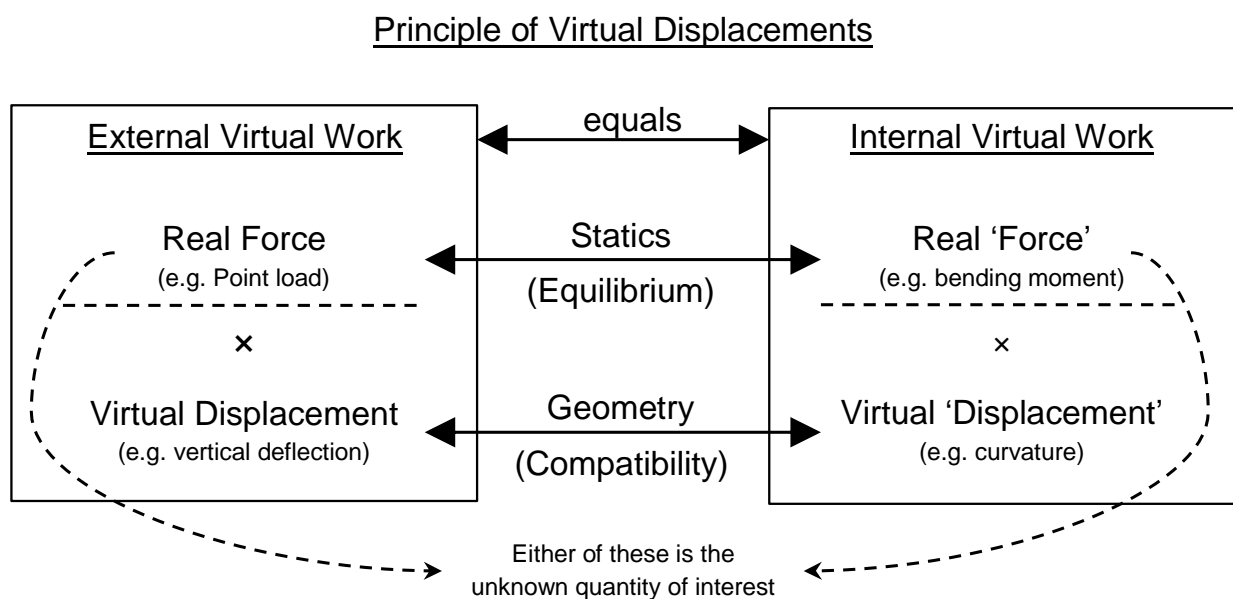 Principle of Virtual Displacements
External Virtual Work
equals
Internal Virtual Work
Real Force
(e.g. Point load)
Statics
(Equilibrium)
Real ‘Force’
(e.g. bending moment)
×
×
Virtual Displacement
(e.g. vertical deflection)
Geometry
(Compatibility)
Virtual ‘Displacement’
(e.g. curvature)
Either of these is the
unknown quantity of interest